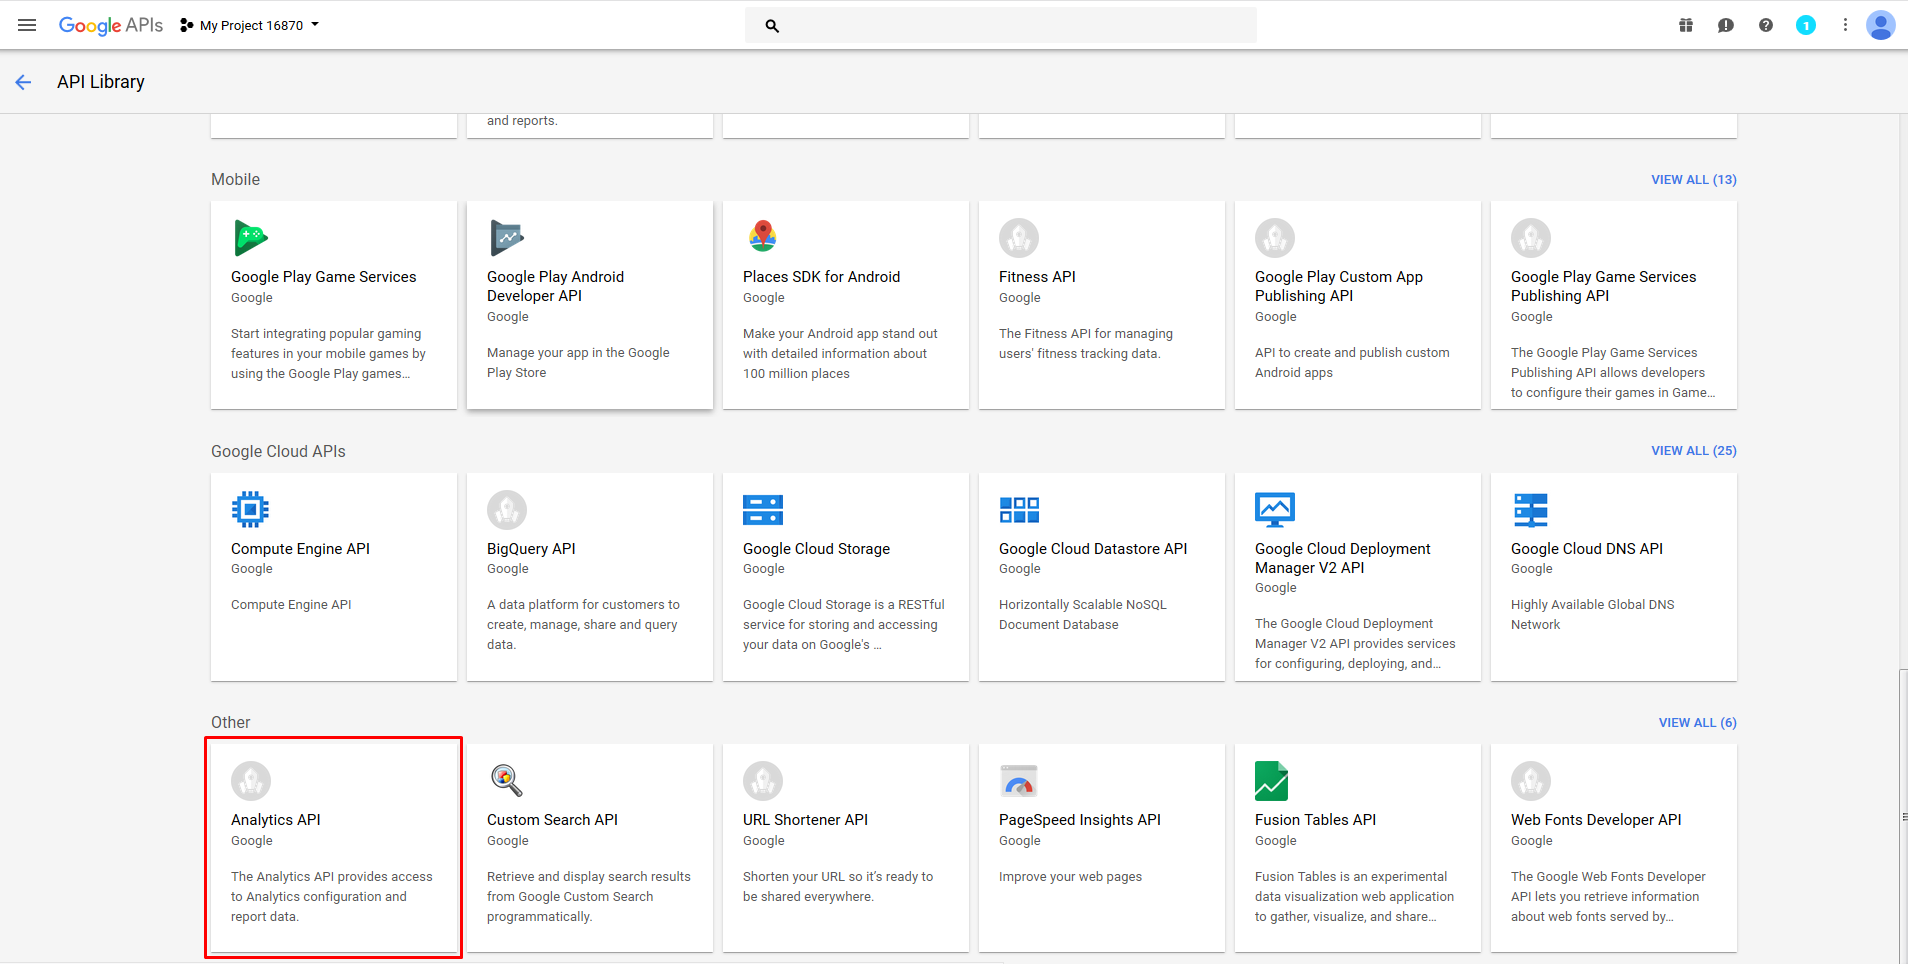 Google APIs My Project 16870 1
API Library
and reports.
Mobile VIEW ALL (13)
Google Play Game Services
Google
Start integrating popular gaming
features in your mobile games by
using the Google Play games...
Google Play Android
Developer API
Google
Manage your app in the Google
Play Store
Places SDK for Android
Google
Make your Android app stand out
with detailed information about
100 million places
Fitness API
Google
The Fitness API for managing
users' fitness tracking data.
Google Play Custom App
Publishing API
Google
API to create and publish custom
Android apps
Google Play Game Services
Publishing API
Google
The Google Play Game Services
Publishing API allows developers
to configure their games in Game...
Google Cloud APIs VIEW ALL (25)
Compute Engine API
Google
Compute Engine API
BigQuery API
Google
A data platform for customers to
create, manage, share and query
data.
Google Cloud Storage
Google
Google Cloud Storage is a RESTful
service for storing and accessing
your data on Google's ...
Google Cloud Datastore API
Google
Horizontally Scalable NoSQL
Document Database
Google Cloud Deployment
Manager V2 API
Google
The Google Cloud Deployment
Manager V2 API provides services
for configuring, deploying, and...
Google Cloud DNS API
Google
Highly Available Global DNS
Network
Other VIEW ALL (6)
Analytics API
Google
The Analytics API provides access
to Analytics configuration and
report data.
Custom Search API
Google
Retrieve and display search results
from Google Custom Search
programmatically.
URL Shortener API
Google
Shorten your URL so it's ready to
be shared everywhere.
PageSpeed Insights API
Google
Improve your web pages
Fusion Tables API
Google
Fusion Tables is an experimental
data visualization web application
to gather, visualize, and share...
Web Fonts Developer API
Google
The Google Web Fonts Developer
API lets you retrieve information
about web fonts served by...